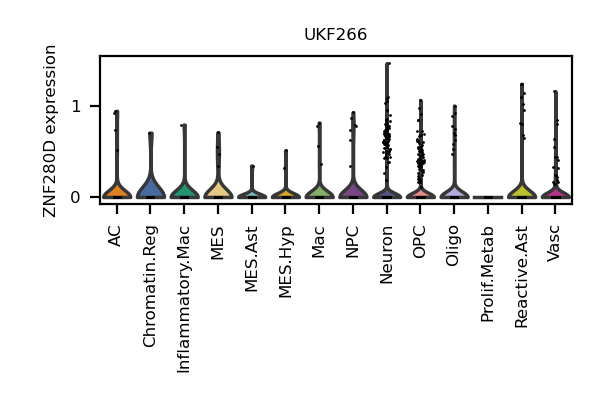 UKF266
ZNF280D expression
1
0
AC
Chromatin.Reg
Inflammatory.Mac
MES
MES.Ast
MES.Hyp
Mac
NPC
Neuron
OPC
Oligo
Prolif.Metab
Reactive.Ast
Vasc